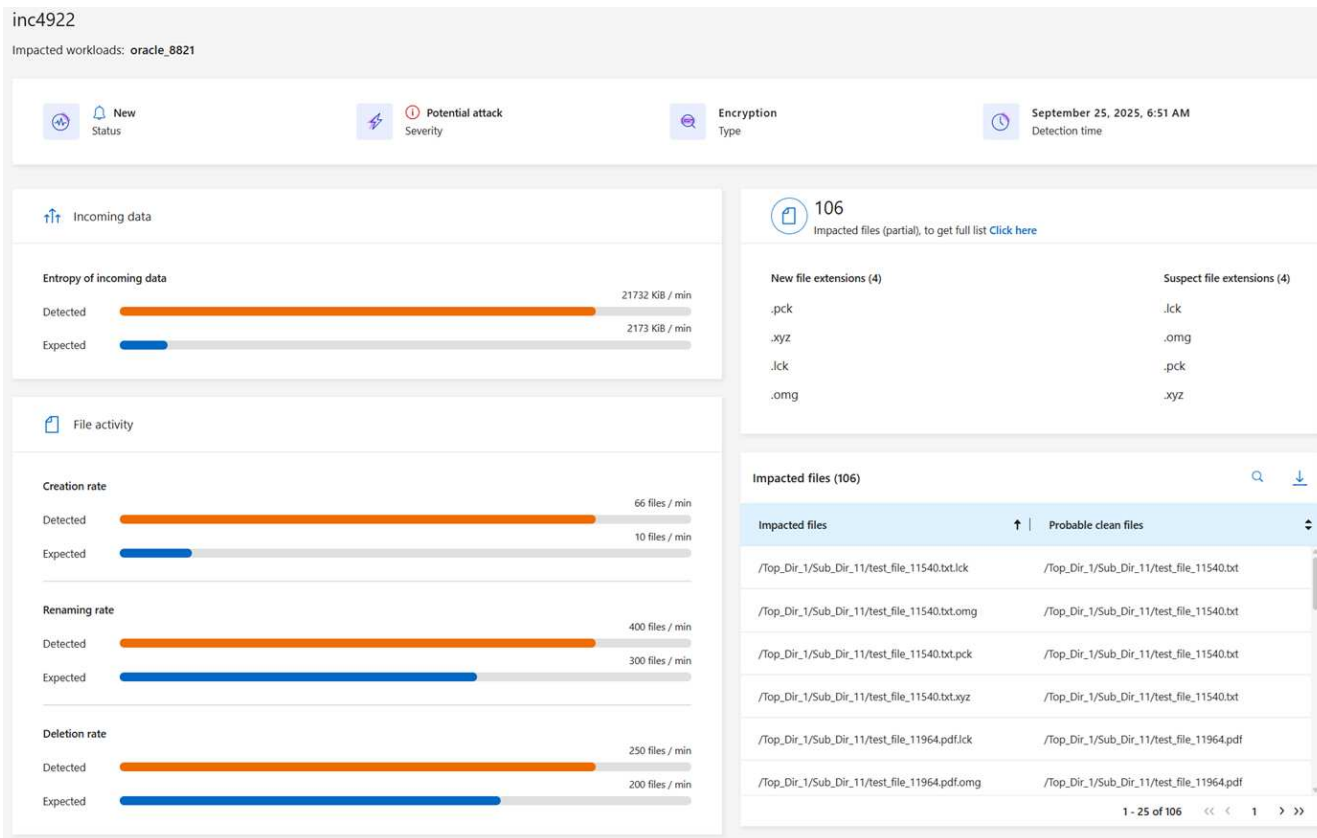 inc4922
Impacted workloads: oracle_8821
New
Status
Potential attack
Severity
Encryption
Type
September 25, 2025, 6:51 AM
Detection time
Incoming data
Entropy of incoming data
21732 KiB / min
Detected
2173 KiB / min
Expected
File activity
Creation rate
66 files / min
Detected
10 files / min
Expected
Renaming rate
400 files / min
Detected
300 files / min
Expected
Deletion rate
250 files / min
Detected
200 files / min
Expected
106
Impacted files (partial), to get full list Click here
New file extensions (4) Suspect file extensions (4)
.pck .lck
.xyz .omg
.lck .pck
.omg .xyz
Impacted files (106)
Impacted files Probable clean files
/Top_Dir_1/Sub_Dir_11/test_file_11540.txt.lck /Top_Dir_1/Sub_Dir_11/test_file_11540.txt
/Top_Dir_1/Sub_Dir_11/test_file_11540.txt.omg /Top_Dir_1/Sub_Dir_11/test_file_11540.txt
/Top_Dir_1/Sub_Dir_11/test_file_11540.txt.pck /Top_Dir_1/Sub_Dir_11/test_file_11540.txt
/Top_Dir_1/Sub_Dir_11/test_file_11540.txt.xyz /Top_Dir_1/Sub_Dir_11/test_file_11540.txt
/Top_Dir_1/Sub_Dir_11/test_file_11964.pdf.lck /Top_Dir_1/Sub_Dir_11/test_file_11964.pdf
/Top_Dir_1/Sub_Dir_11/test_file_11964.pdf.omg /Top_Dir_1/Sub_Dir_11/test_file_11964.pdf
1 - 25 of 106 << < 1 > >>